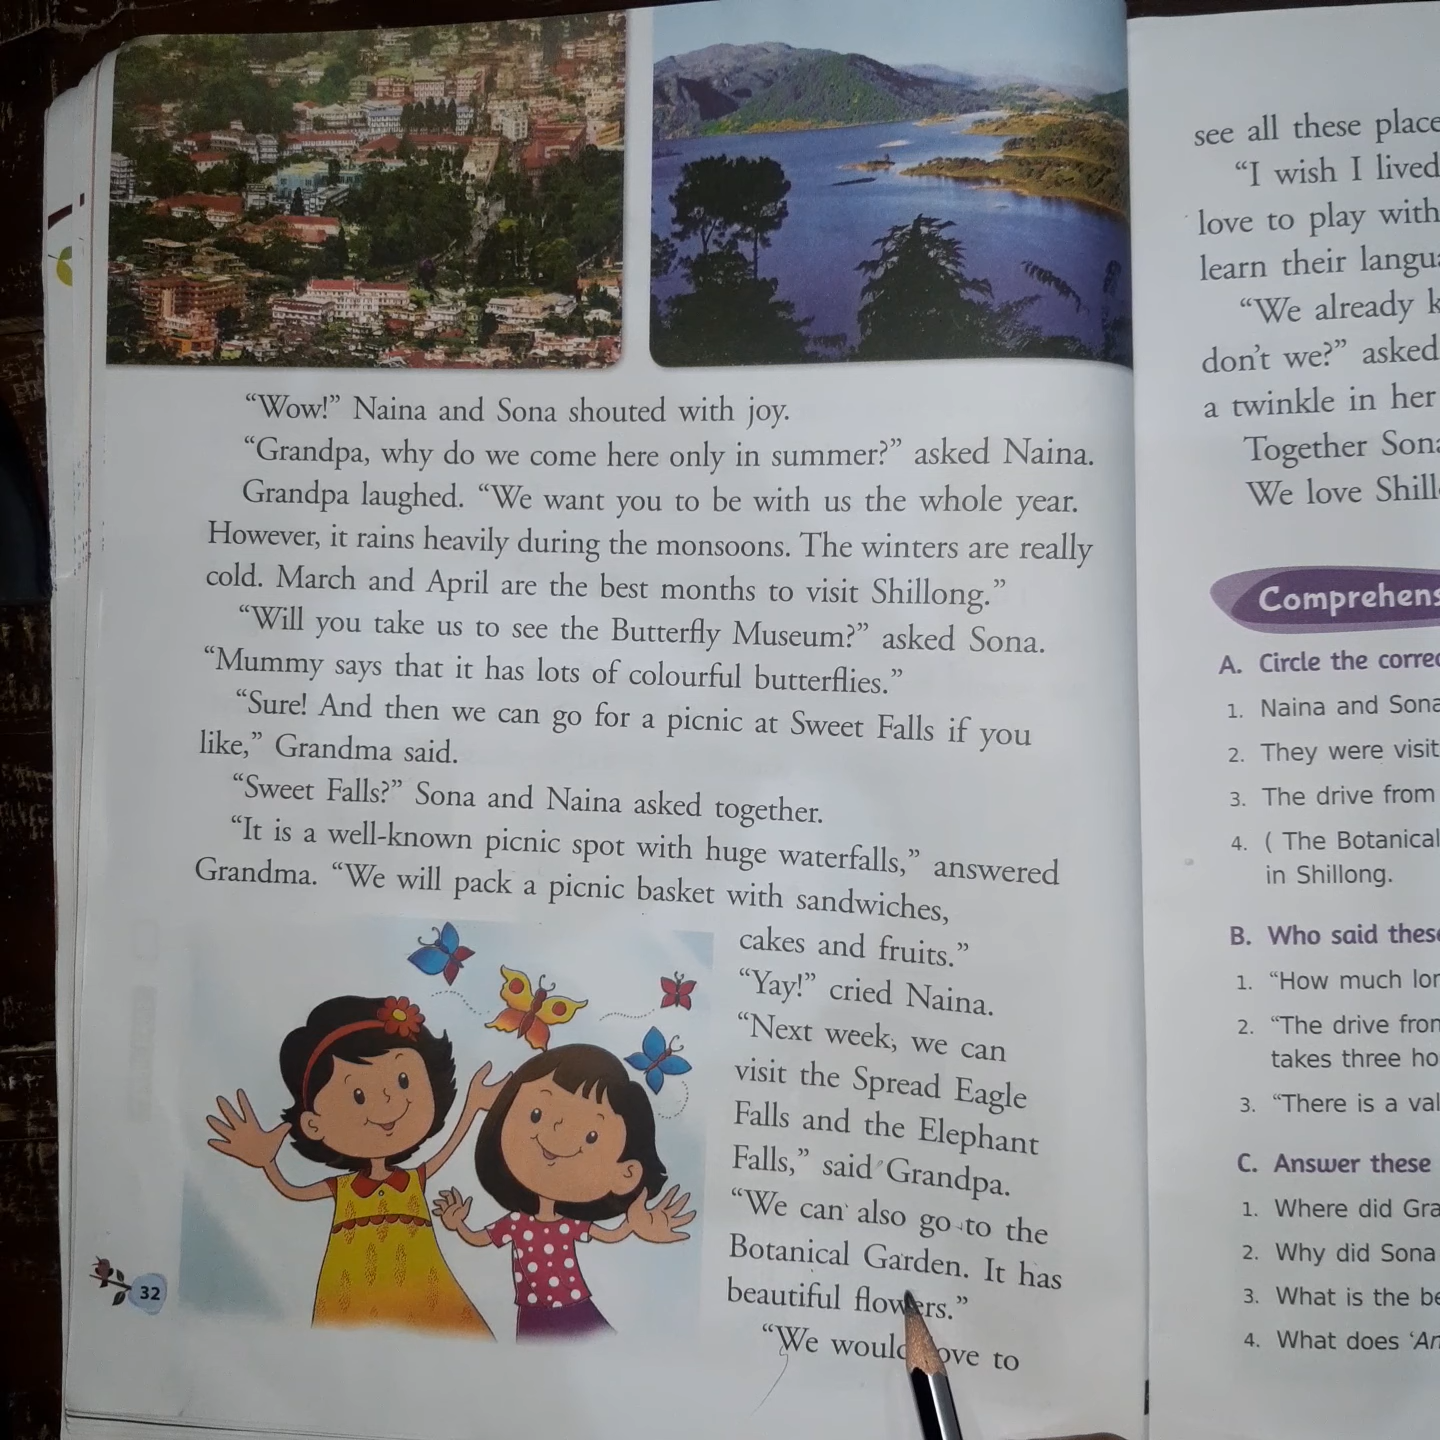 “Wow!” Naina and Sona shouted with joy.
“Grandpa, why do we come here only in summer?” asked Naina.
Grandpa laughed. “We want you to be with us the whole year.
However, it rains heavily during the monsoons. The winters are really
cold. March and April are the best months to visit Shillong.”
“Will you take us to see the Butterfly Museum?” asked Sona.
“Mummy says that it has lots of colourful butterflies.”
“Sure! And then we can go for a picnic at Sweet Falls if you
like,” Grandma said.
“Sweet Falls?” Sona and Naina asked together.
“It is a well-known picnic spot with huge waterfalls,” answered
Grandma. “We will pack a picnic basket with sandwiches,
cakes and fruits.”
“Yay!” cried Naina.
“Next week, we can
visit the Spread Eagle
Falls and the Elephant
Falls,” said Grandpa.
“We can also go to the
Botanical Garden. It has
beautiful flowers.”
“We would love to
32
see all these
“I wish I lived
love to play with
learn their
“We already
don’t we?” asked
a twinkle in her
Together
We love
A. Circle the
1. Naina and Sona
2. They were
3. The drive from
4. ( The Botanical
in Shillong.
B. Who said
1. “How much
2. “The drive
takes three
3. “There is a
C. Answer these
1. Where did
2. Why did Sona
3. What is the
4. What does